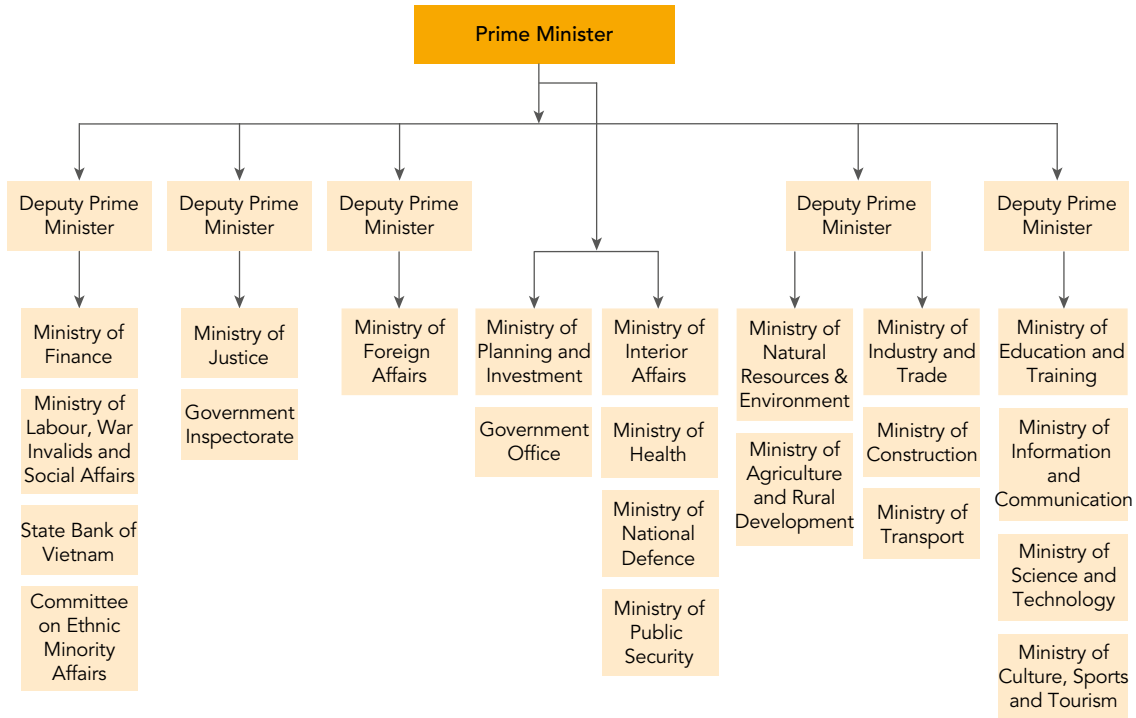 Prime Minister
Deputy Prime
Minister
Deputy Prime
Minister
Deputy Prime
Minister
Deputy Prime
Minister
Deputy Prime
Minister
Ministry of
Finance
Ministry of
Labour, War
Invalids and
Social Affairs
State Bank of
Vietnam
Committee
on Ethnic
Minority
Affairs
Ministry of
Justice
Government
Inspectorate
Ministry of
Foreign
Affairs
Ministry of
Planning and
Investment
Government
Office
Ministry of
Interior
Affairs
Ministry of
Health
Ministry of
National
Defence
Ministry of
Public
Security
Ministry of
Natural
Resources &
Environment
Ministry of
Agriculture
and Rural
Development
Ministry of
Industry and
Trade
Ministry of
Construction
Ministry of
Transport
Ministry of
Education and
Training
Ministry of
Information
and
Communication
Ministry of
Science and
Technology
Ministry of
Culture, Sports
and Tourism